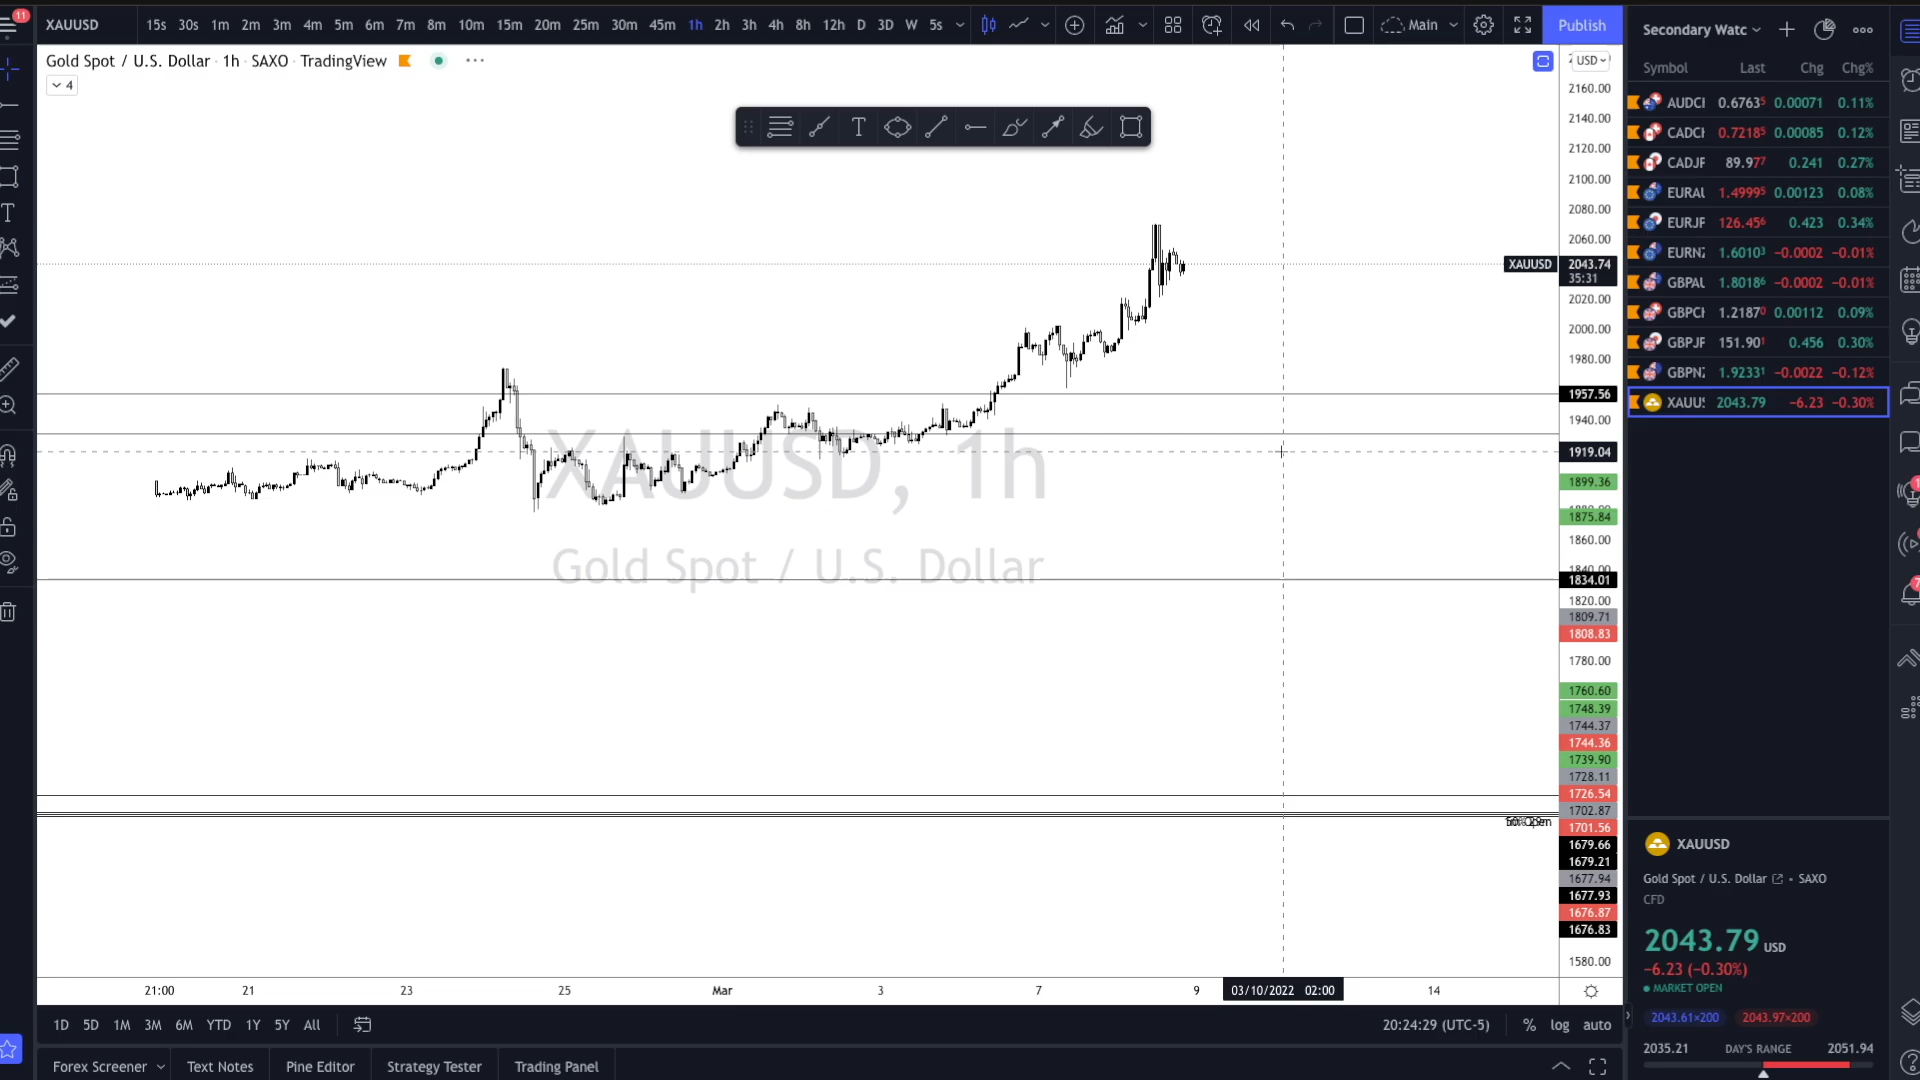 11
XAUUSD 15s 30s 1m 2m 3m 4m 5m 6m 7m 8m 10m 15m 20m 25m 30m 45m 1h 2h 3h 4h 8h 12h D 3D W 5s Main Publish
Secondary Watc
Gold Spot / U.S. Dollar · 1h · SAXO · TradingView
4
USD
Symbol Last Chg Chg%
AUDCI 0.67635 0.00071 0.11%
CADCI 0.72185 0.00085 0.12%
CADJF 89.977 0.241 0.27%
EURAU 1.49995 0.00123 0.08%
EURJF 126.456 0.423 0.34%
EURNZ 1.60103 −0.0002 −0.01%
GBPAU 1.80186 −0.0002 −0.01%
GBPCI 1.21870 0.00112 0.09%
GBPJF 151.901 0.456 0.30%
GBPNZ 1.92331 −0.0022 −0.12%
XAUUS 2043.79 −6.23 −0.30%
2160.00
2140.00
2120.00
2100.00
2080.00
2060.00
XAUUSD 2043.74
35:31
2020.00
2000.00
1980.00
1957.56
1940.00
1919.04
1899.36
1875.84
1860.00
1834.01
1820.00
1809.71
1808.83
1780.00
1760.60
1748.39
1744.37
1744.36
1739.90
1728.11
1726.54
1702.87
1701.56
1679.66
1679.21
1677.94
1677.93
1676.87
1676.83
1580.00
XAUUSD, 1h
Gold Spot / U.S. Dollar
21:00 21 23 25 Mar 3 7 9 03/10/2022 02:00 14
1D 5D 1M 3M 6M YTD 1Y 5Y All 20:24:29 (UTC-5) % log auto
Forex Screener Text Notes Pine Editor Strategy Tester Trading Panel
XAUUSD
Gold Spot / U.S. Dollar • SAXO
CFD
2043.79 USD
−6.23 (−0.30%)
MARKET OPEN
2043.61×200 2043.97×200
2035.21 DAY'S RANGE 2051.94